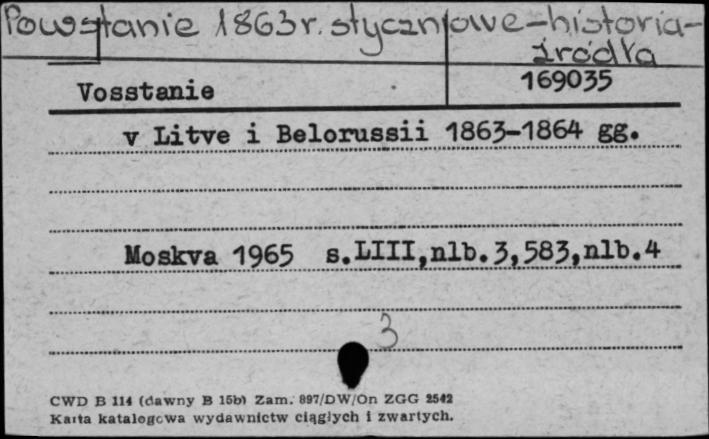 Powstanie 1863r. styczniowe-historia-
źródła
169035
Vosstanie
v Litve i Belorussii 1863-1864 gg.
Moskva 1965 s.LIII,nlb.3,583,nlb.4
3
CWD B 114 (dawny B 15b) Zam. 897/DW/On ZGG 2542
Karta katalogowa wydawnictw ciągłych i zwartych.